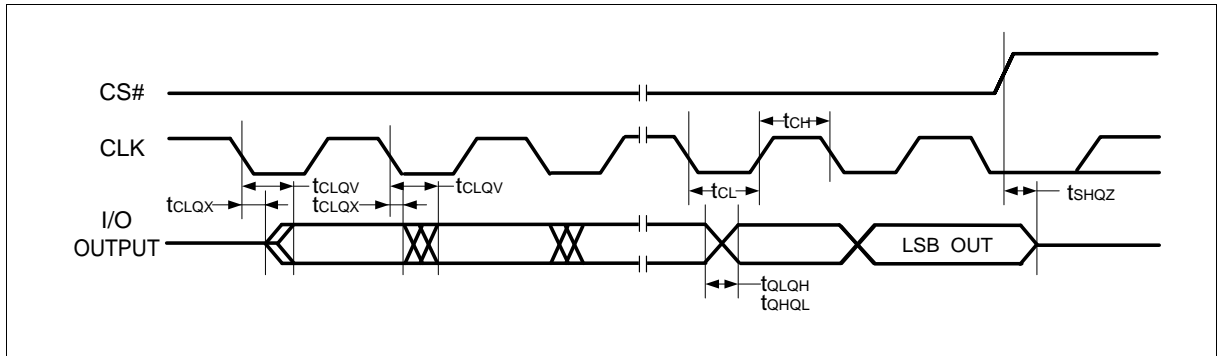 CS#
CLK
tCH
tCLQV
tCLQV
tCLQX
tCLQX
tCL
tSHQZ
I/O
OUTPUT
LSB OUT
tQLQH
tQHQL